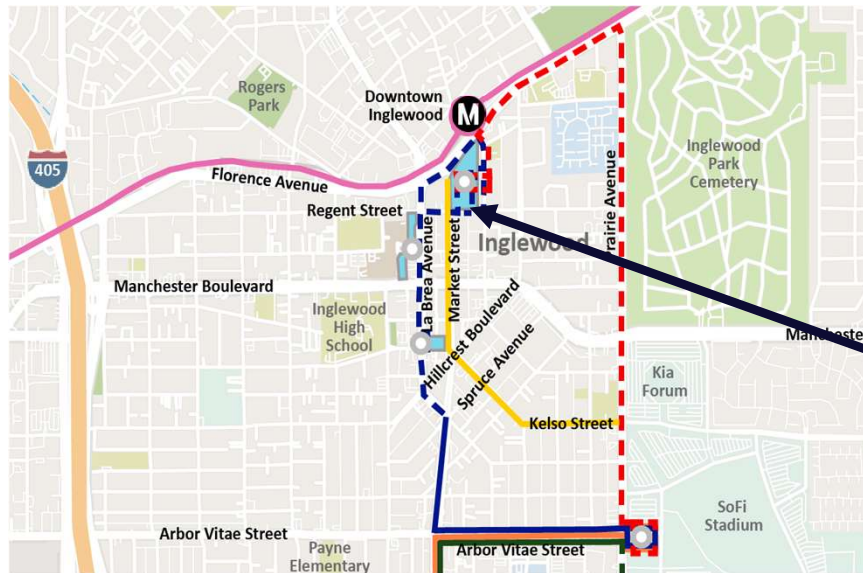 Rogers
Park
Downtown
Inglewood
M
405
Florence Avenue
Inglewood
Park
Cemetery
Regent Street
Inglewood
rairie Avenue
La Brea Avenue
Market Street
Manchester Boulevard
Inglewood
High
School
Hillcrest Boulevard
Spruce Avenue
Manchester
Kia
Forum
Kelso Street
SoFi
Stadium
Arbor Vitae Street
Arbor Vitae Street
Payne
Elementary